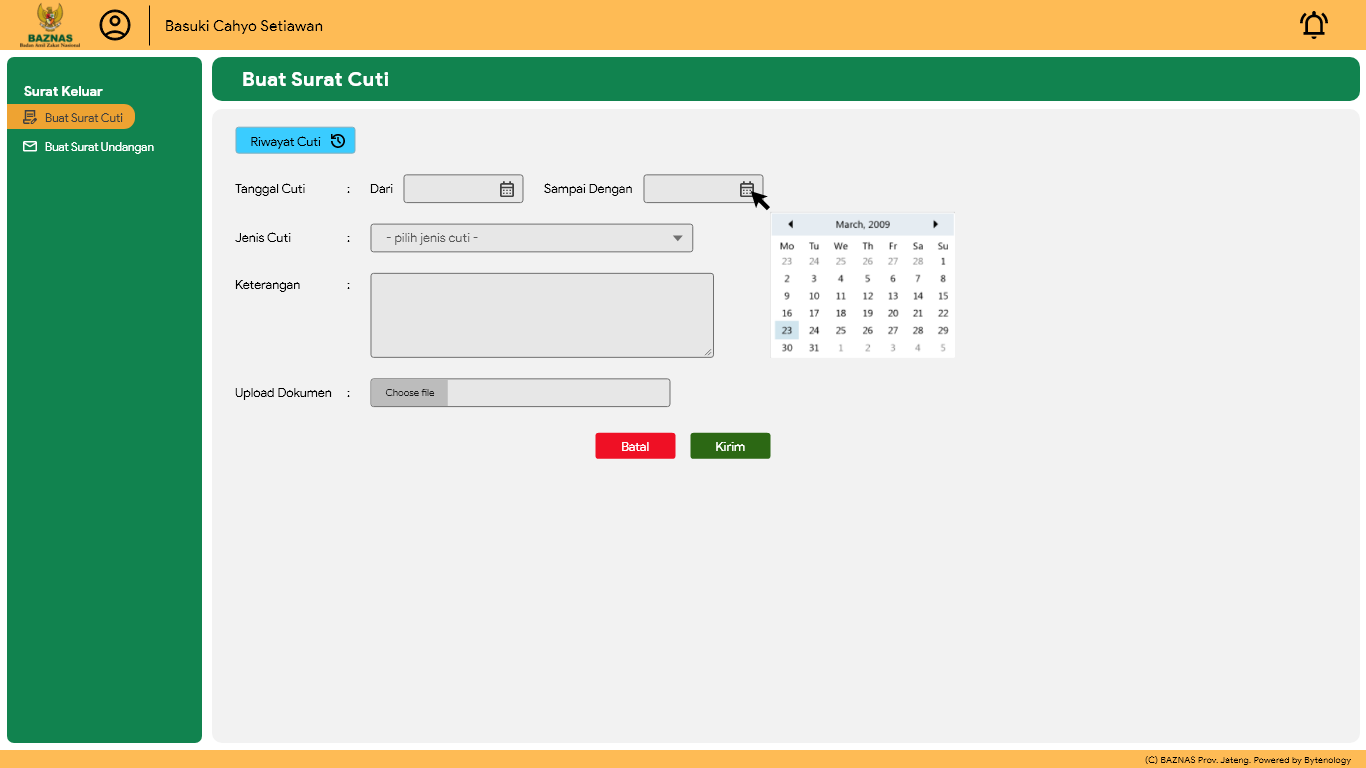 BAZNAS
Badan Amil Zakat Nasional
Basuki Cahyo Setiawan
Surat Keluar
Buat Surat Cuti
Buat Surat Undangan
Buat Surat Cuti
Riwayat Cuti
Tanggal Cuti : Dari Sampai Dengan
Jenis Cuti : - pilih jenis cuti -
Keterangan :
Upload Dokumen : Choose file
Batal Kirim
March, 2009
Mo Tu We Th Fr Sa Su
23 24 25 26 27 28 1
2 3 4 5 6 7 8
9 10 11 12 13 14 15
16 17 18 19 20 21 22
23 24 25 26 27 28 29
30 31 1 2 3 4 5
(C) BAZNAS Prov. Jateng. Powered by Bytenology